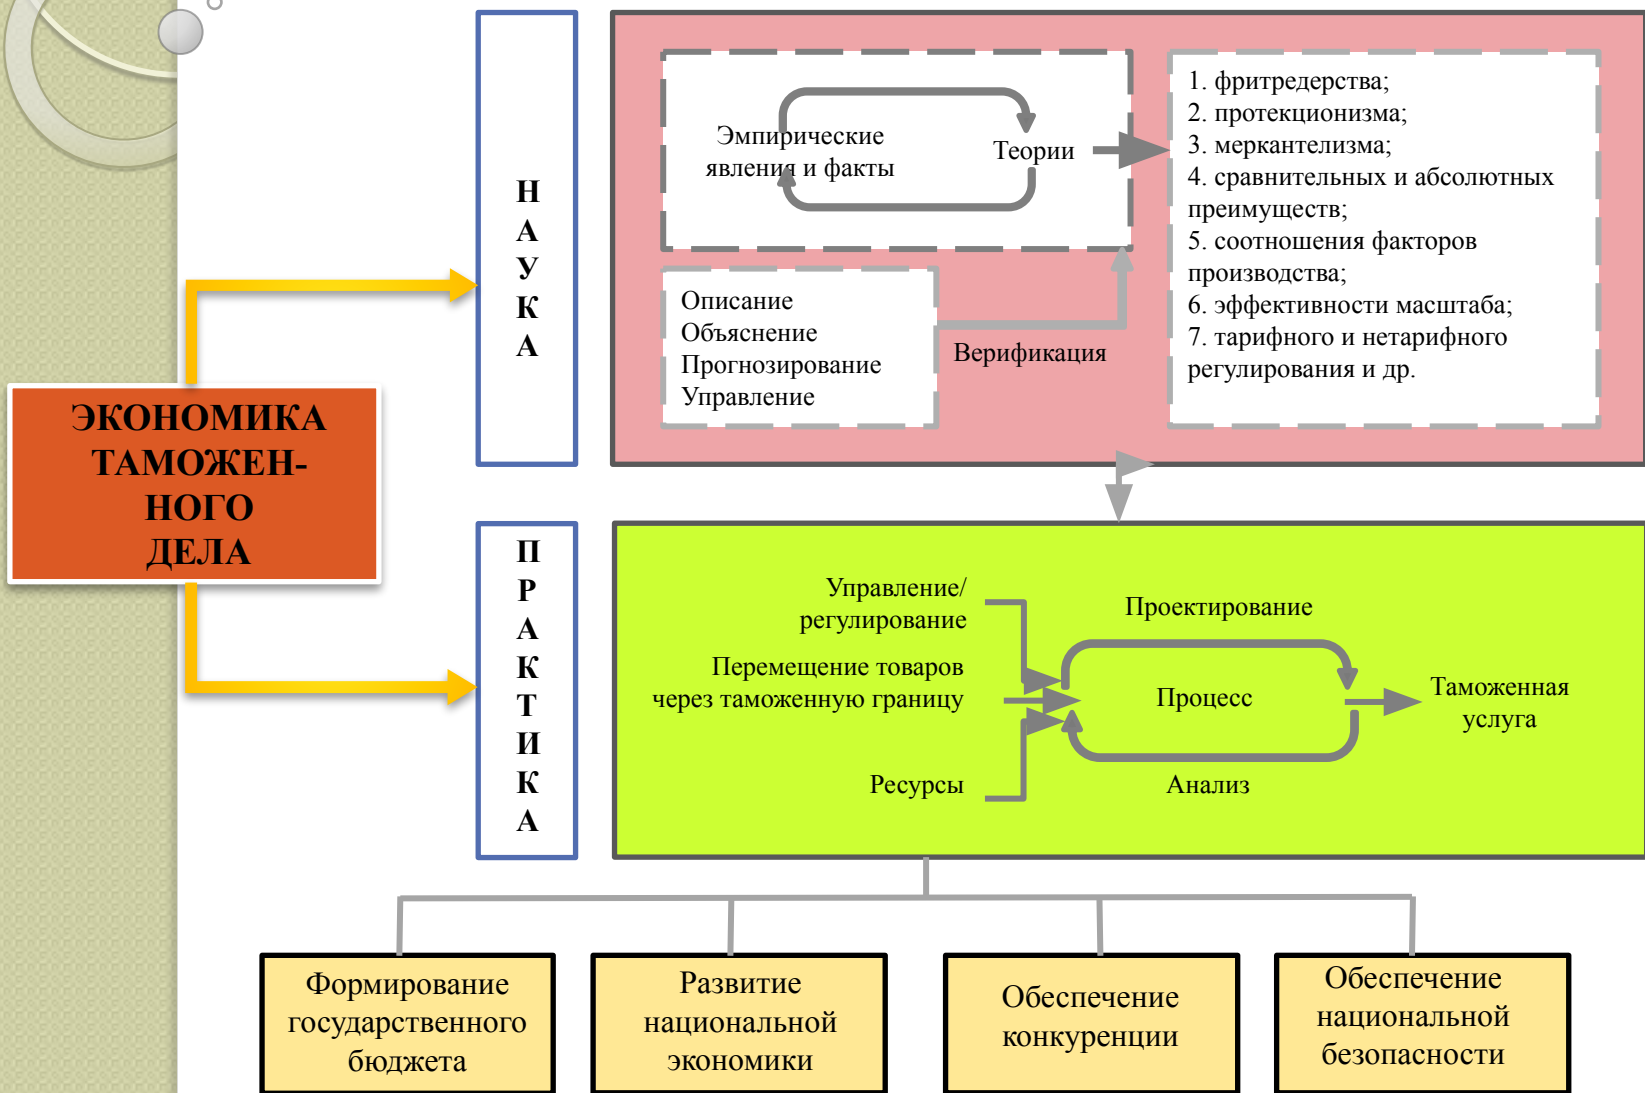 ЭКОНОМИКА
ТАМОЖЕН-
НОГО
ДЕЛА
Н
А
У
К
А
Эмпирические
явления и факты
Теории
1. фритредерства;
2. протекционизма;
3. меркантелизма;
4. сравнительных и абсолютных
преимуществ;
5. соотношения факторов
производства;
6. эффективности масштаба;
7. тарифного и нетарифного
регулирования и др.
Описание
Объяснение
Прогнозирование
Управление
Верификация
П
Р
А
К
Т
И
К
А
Управление/
регулирование
Перемещение товаров
через таможенную границу
Ресурсы
Проектирование
Процесс
Анализ
Таможенная
услуга
Формирование
государственного
бюджета
Развитие
национальной
экономики
Обеспечение
конкуренции
Обеспечение
национальной
безопасности